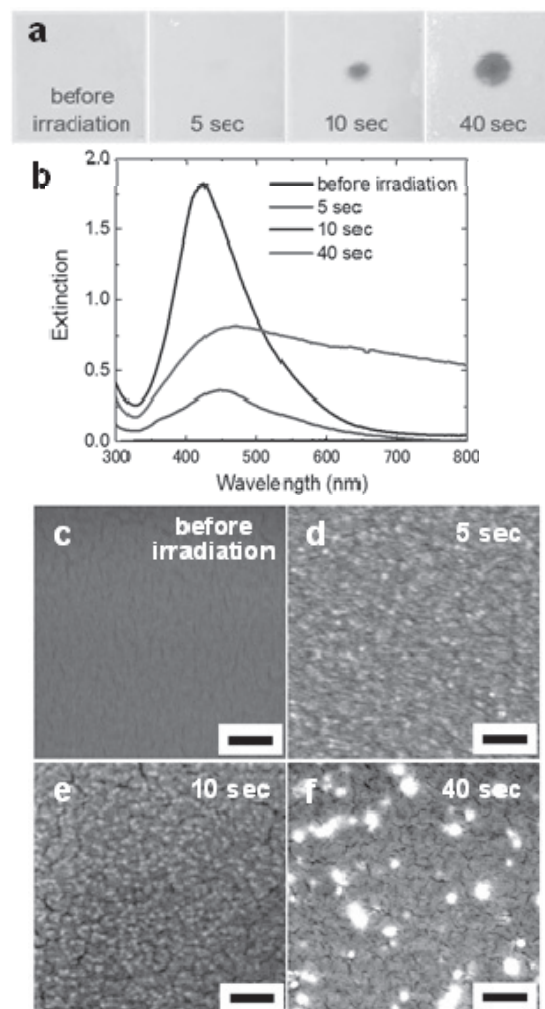 a
before
irradiation
5 sec
10 sec
40 sec
b
2.0
1.5
1.0
0.5
0.0
Extinction
before irradiation
5 sec
10 sec
40 sec
300
400
500
600
700
800
Wavelength (nm)
c
before
irradiation
d
5 sec
e
10 sec
f
40 sec